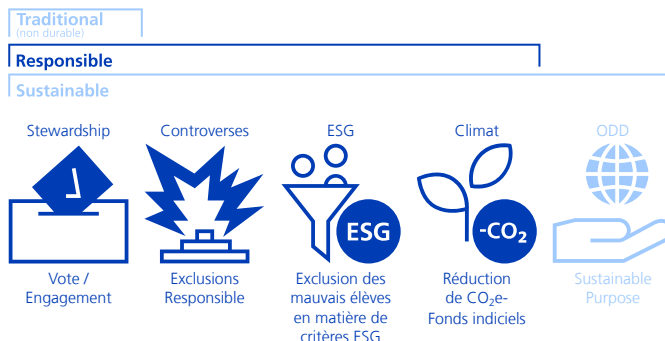 Traditional
(non durable)
Responsible
Sustainable
Stewardship
Controverses
ESG
Climat
ODD
ESG
-CO₂
Vote /
Engagement
Exclusions
Responsible
Exclusion des
mauvais élèves
en matière de
critères ESG
Réduction
de CO₂e-
Fonds indiciels
Sustainable
Purpose